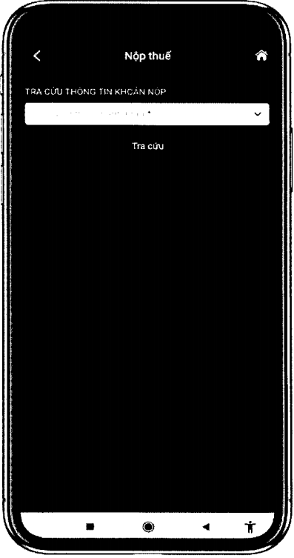 Nộp thuế
TRA CỨU THÔNG TIN KHOẢN NỘP
Tra cứu